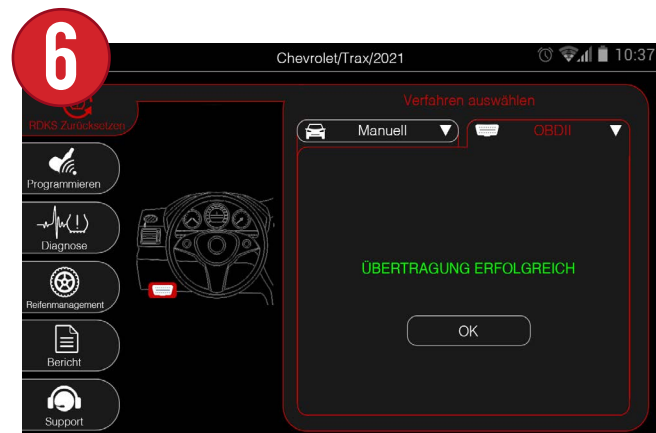 6
Chevrolet/Trax/2021
10:37
RDKS Zurücksetzen
Verfahren auswählen
Manuell
OBDII
Programmieren
Diagnose
Reifenmanagement
Bericht
Support
ÜBERTRAGUNG ERFOLGREICH
OK